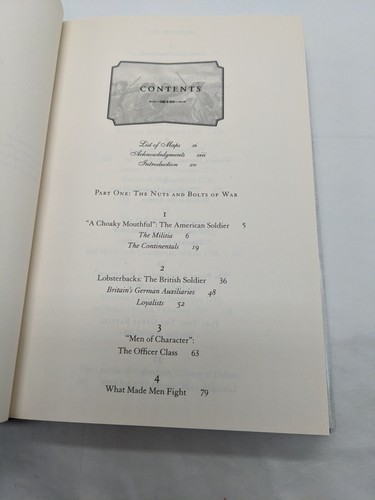 CONTENTS
List of Maps xi
Acknowledgments xiii
Introduction xv
PART ONE: THE NUTS AND BOLTS OF WAR
1
"A Choaky Mouthful": The American Soldier 5
The Militia 6
The Continentals 19
2
Lobsterbacks: The British Soldier 36
Britain's German Auxiliaries 48
Loyalists 52
3
"Men of Character":
The Officer Class 63
4
What Made Men Fight 79